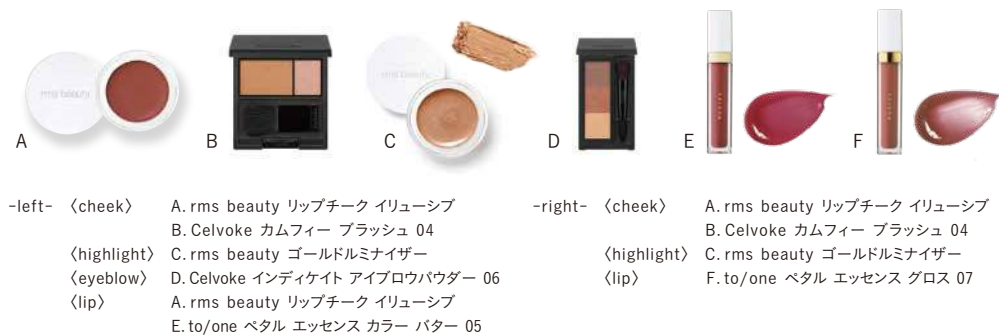 rms beauty
rms beauty
A
B
C
D
E
F
-left- 〈cheek〉 A. rms beauty リップチーク イリューシブ
B. Celvoke カムフィー ブラッシュ 04
〈highlight〉 C. rms beauty ゴールドルミナイザー
〈eyeblow〉 D. Celvoke インディケイト アイブロウパウダー 06
〈lip〉 A. rms beauty リップチーク イリューシブ
E. to/one ペタル エッセンス カラー バター 05
-right- 〈cheek〉 A. rms beauty リップチーク イリューシブ
B. Celvoke カムフィー ブラッシュ 04
〈highlight〉 C. rms beauty ゴールドルミナイザー
〈lip〉 F. to/one ペタル エッセンス グロス 07